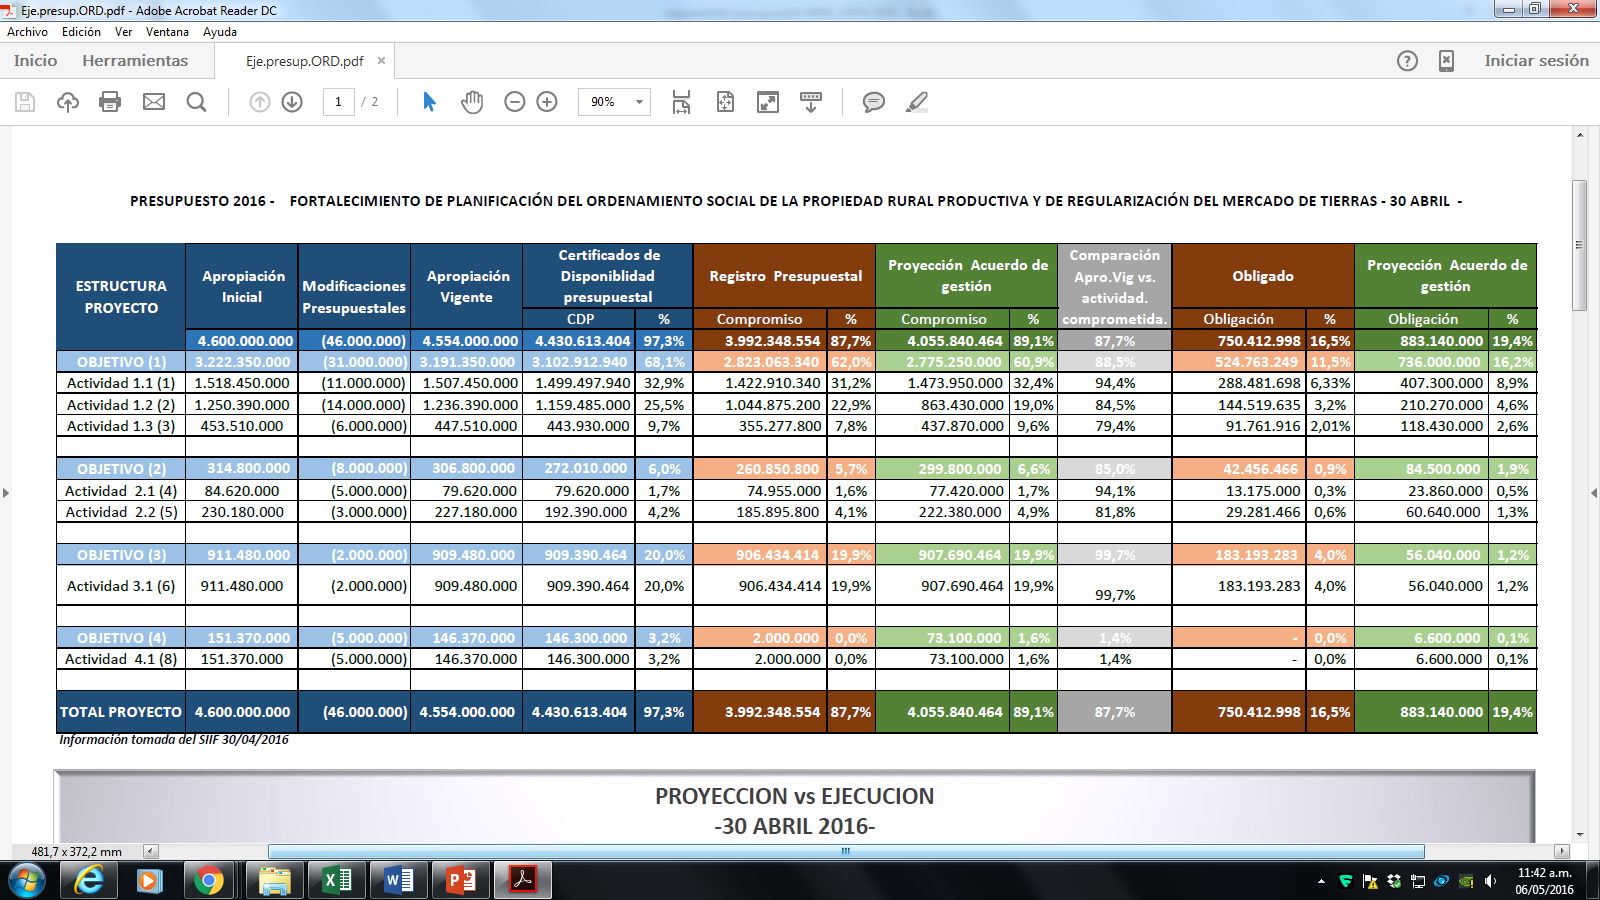 Eje.presup.ORD.pdf - Adobe Acrobat Reader DC
Archivo Edición Ver Ventana Ayuda
Inicio Herramientas Eje.presup.ORD.pdf × Iniciar sesión
1 / 2 90%
PRESUPUESTO 2016 - FORTALECIMIENTO DE PLANIFICACIÓN DEL ORDENAMIENTO SOCIAL DE LA PROPIEDAD RURAL PRODUCTIVA Y DE REGULARIZACIÓN DEL MERCADO DE TIERRAS - 30 ABRIL -
ESTRUCTURA PROYECTO
Apropiación Inicial
Modificaciones Presupuestales
Apropiación Vigente
Certificados de Disponiblidad presupuestal
Registro Presupuestal
Proyección Acuerdo de gestión
Comparación Apro.Vig vs. actividad. comprometida.
Obligado
Proyección Acuerdo de gestión
CDP % Compromiso % Compromiso % Obligación % Obligación %
4.600.000.000 (46.000.000) 4.554.000.000 4.430.613.404 97,3% 3.992.348.554 87,7% 4.055.840.464 89,1% 87,7% 750.412.998 16,5% 883.140.000 19,4%
OBJETIVO (1) 3.222.350.000 (31.000.000) 3.191.350.000 3.102.912.940 68,1% 2.823.063.340 62,0% 2.775.250.000 60,9% 88,5% 524.763.249 11,5% 736.000.000 16,2%
Actividad 1.1 (1) 1.518.450.000 (11.000.000) 1.507.450.000 1.499.497.940 32,9% 1.422.910.340 31,2% 1.473.950.000 32,4% 94,4% 288.481.698 6,33% 407.300.000 8,9%
Actividad 1.2 (2) 1.250.390.000 (14.000.000) 1.236.390.000 1.159.485.000 25,5% 1.044.875.200 22,9% 863.430.000 19,0% 84,5% 144.519.635 3,2% 210.270.000 4,6%
Actividad 1.3 (3) 453.510.000 (6.000.000) 447.510.000 443.930.000 9,7% 355.277.800 7,8% 437.870.000 9,6% 79,4% 91.761.916 2,01% 118.430.000 2,6%
OBJETIVO (2) 314.800.000 (8.000.000) 306.800.000 272.010.000 6,0% 260.850.800 5,7% 299.800.000 6,6% 85,0% 42.456.466 0,9% 84.500.000 1,9%
Actividad 2.1 (4) 84.620.000 (5.000.000) 79.620.000 79.620.000 1,7% 74.955.000 1,6% 77.420.000 1,7% 94,1% 13.175.000 0,3% 23.860.000 0,5%
Actividad 2.2 (5) 230.180.000 (3.000.000) 227.180.000 192.390.000 4,2% 185.895.800 4,1% 222.380.000 4,9% 81,8% 29.281.466 0,6% 60.640.000 1,3%
OBJETIVO (3) 911.480.000 (2.000.000) 909.480.000 909.390.464 20,0% 906.434.414 19,9% 907.690.464 19,9% 99,7% 183.193.283 4,0% 56.040.000 1,2%
Actividad 3.1 (6) 911.480.000 (2.000.000) 909.480.000 909.390.464 20,0% 906.434.414 19,9% 907.690.464 19,9% 99,7% 183.193.283 4,0% 56.040.000 1,2%
OBJETIVO (4) 151.370.000 (5.000.000) 146.370.000 146.300.000 3,2% 2.000.000 0,0% 73.100.000 1,6% 1,4% - 0,0% 6.600.000 0,1%
Actividad 4.1 (8) 151.370.000 (5.000.000) 146.370.000 146.300.000 3,2% 2.000.000 0,0% 73.100.000 1,6% 1,4% - 0,0% 6.600.000 0,1%
TOTAL PROYECTO 4.600.000.000 (46.000.000) 4.554.000.000 4.430.613.404 97,3% 3.992.348.554 87,7% 4.055.840.464 89,1% 87,7% 750.412.998 16,5% 883.140.000 19,4%
Información tomada del SIIF 30/04/2016
PROYECCION vs EJECUCION
-30 ABRIL 2016-
481,7 x 372,2 mm
11:42 a.m.
06/05/2016